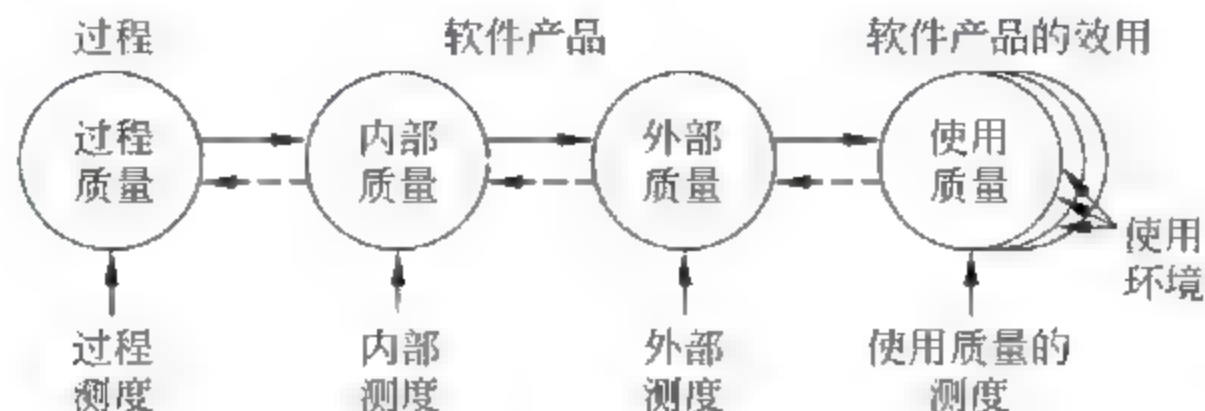 过程
软件产品
软件产品的效用
过程
质量
内部
质量
外部
质量
使用
质量
使用
环境
过程
测度
内部
测度
外部
测度
使用质量的
测度